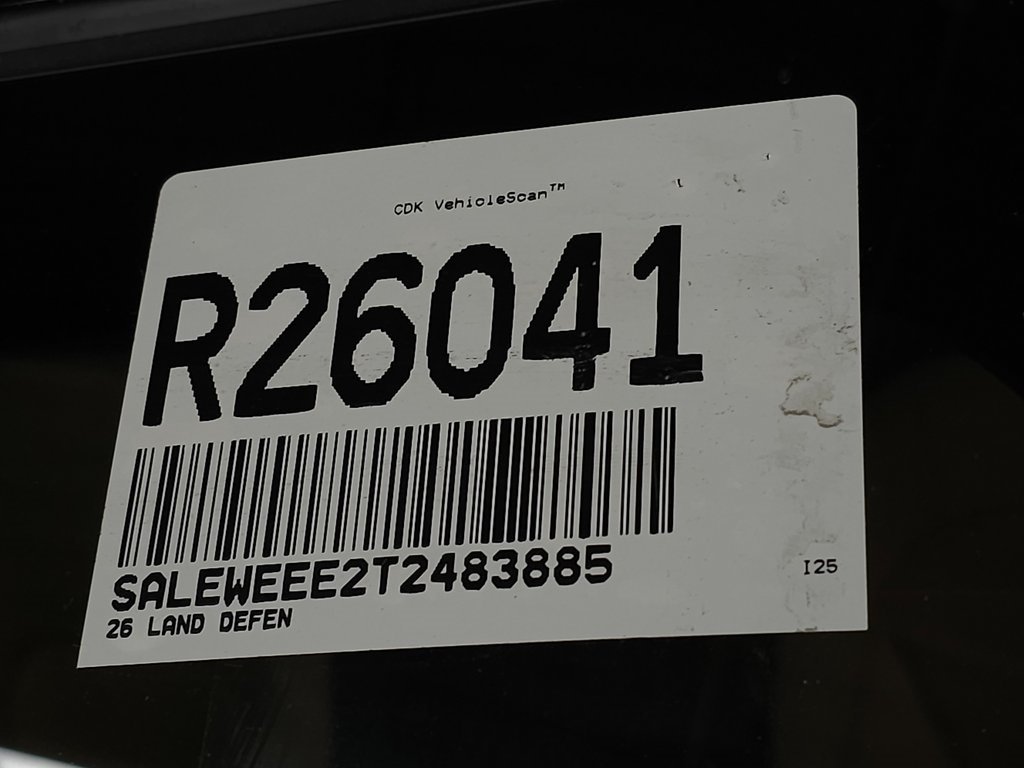 CDK VehicleScan™
R26041
SALEWEEE2T2483885
26 LAND DEFEN
I25